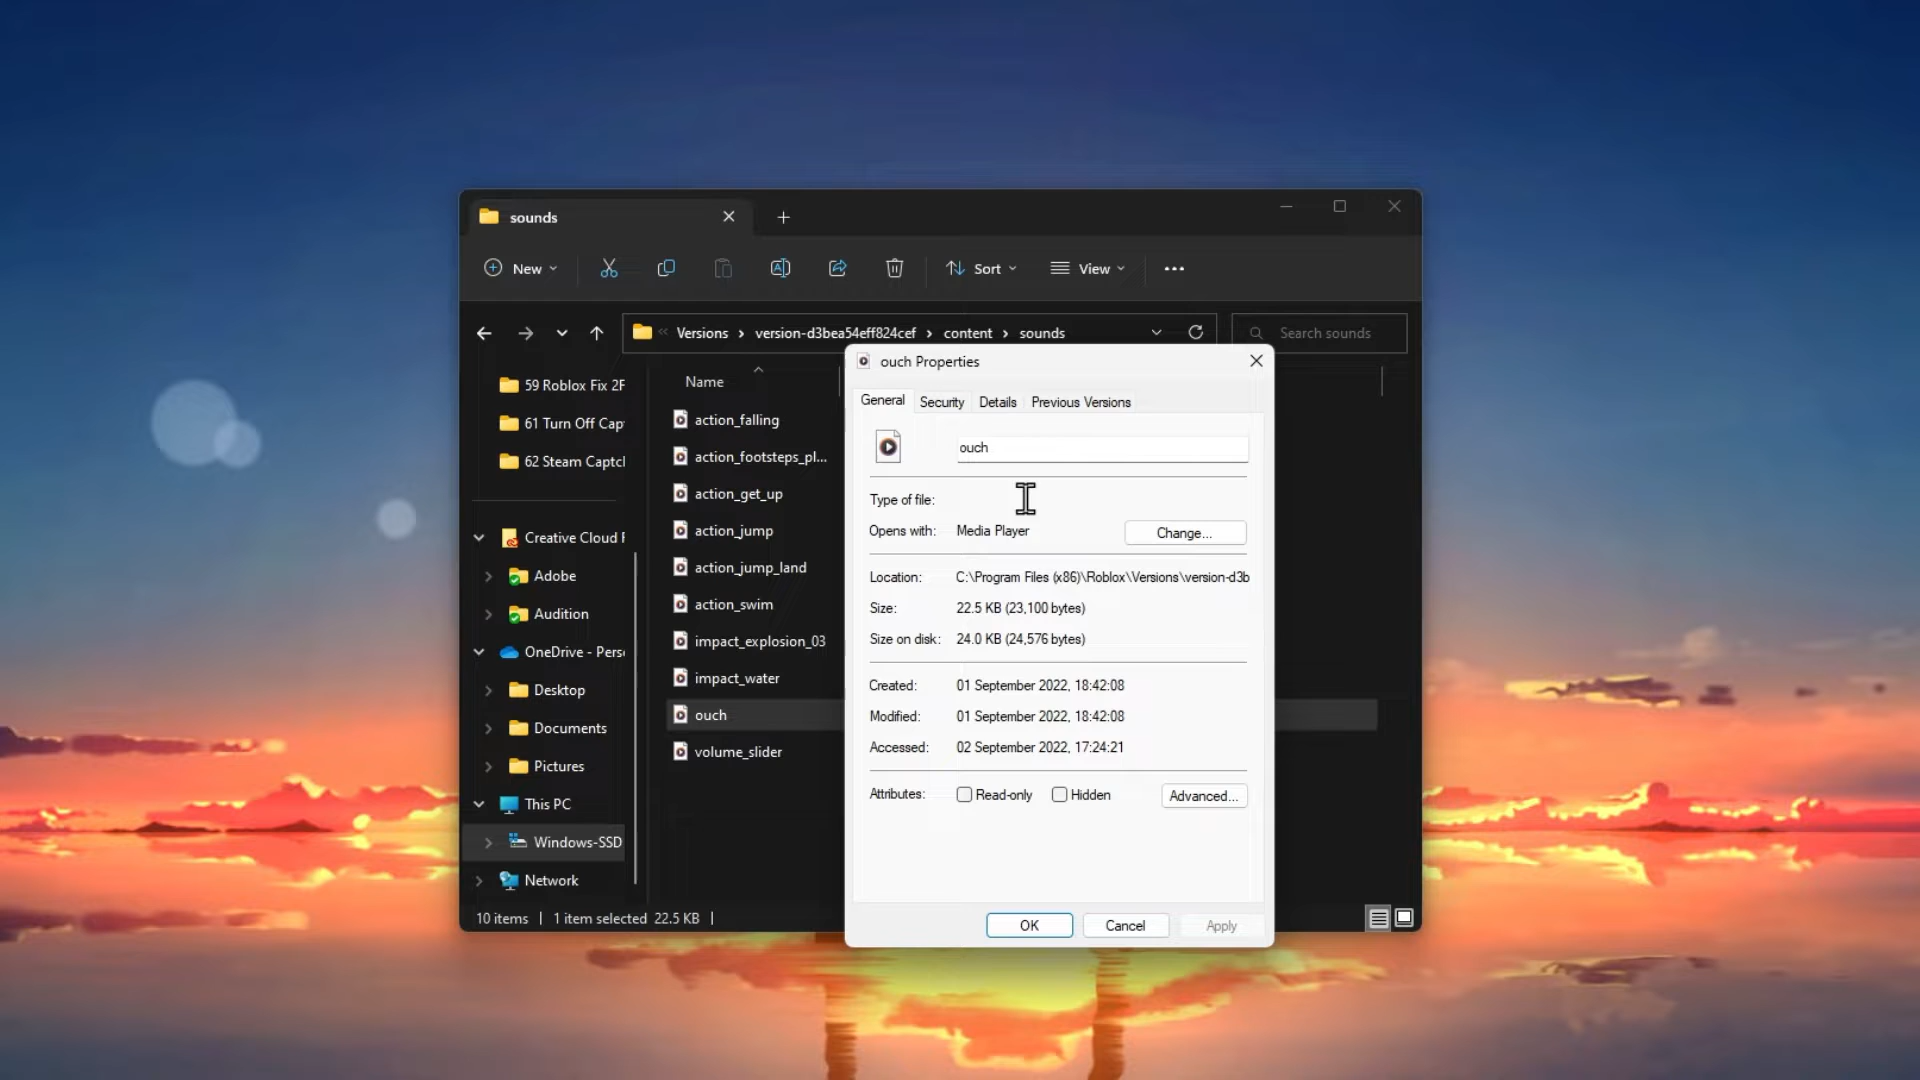 sounds
New
Sort
View
Versions
version-d3bea54eff824cef
content
sounds
Search sounds
59 Roblox Fix 2F
61 Turn Off Cap
62 Steam Captcl
Creative Cloud F
Adobe
Audition
OneDrive - Pers
Desktop
Documents
Pictures
This PC
Windows-SSD
Network
Name
action_falling
action_footsteps_pl...
action_get_up
action_jump
action_jump_land
action_swim
impact_explosion_03
impact_water
ouch
volume_slider
10 items
1 item selected 22.5 KB
ouch Properties
General Security Details Previous Versions
ouch
Type of file:
Opens with: Media Player Change...
Location: C:\Program Files (x86)\Roblox\Versions\version-d3b
Size: 22.5 KB (23,100 bytes)
Size on disk: 24.0 KB (24,576 bytes)
Created: 01 September 2022, 18:42:08
Modified: 01 September 2022, 18:42:08
Accessed: 02 September 2022, 17:24:21
Attributes: Read-only Hidden Advanced...
OK Cancel Apply